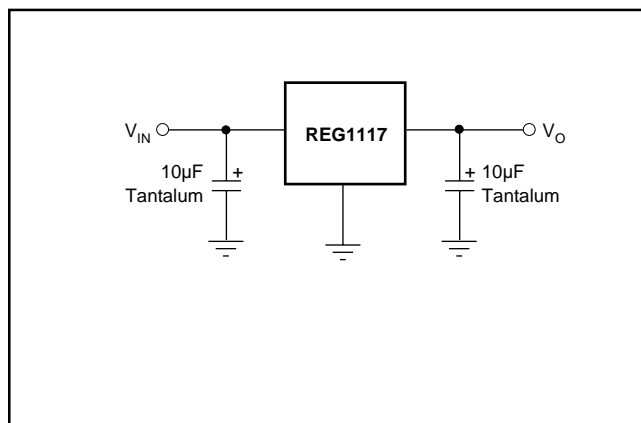 V_IN
REG1117
V_O
10µF
Tantalum
+
+
10µF
Tantalum